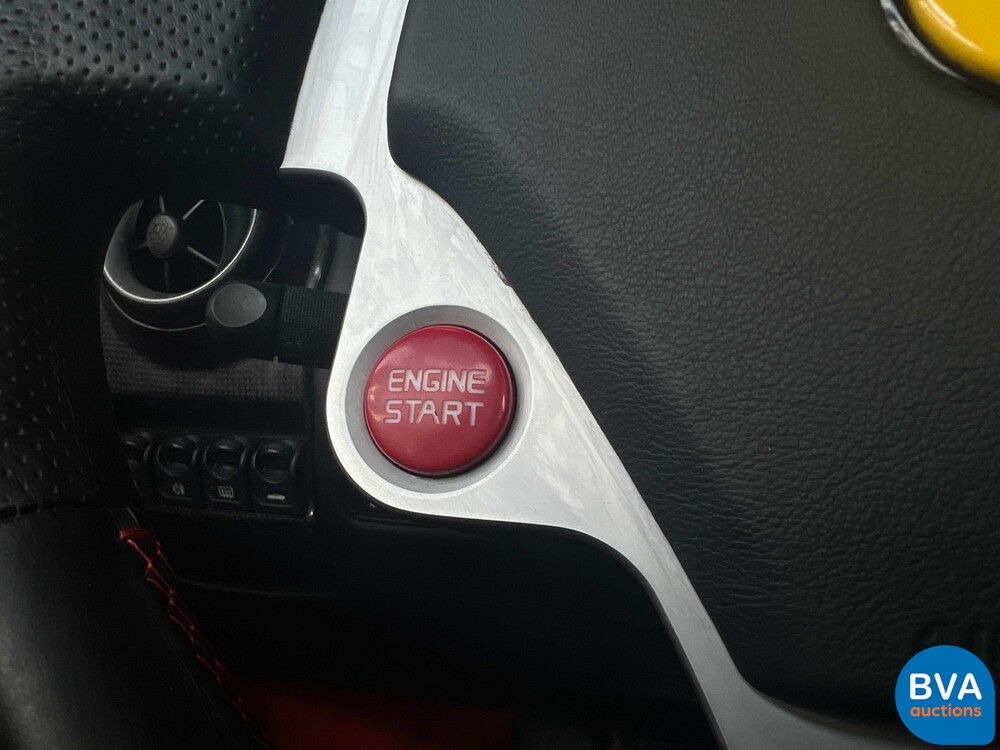 ENGINE
START
BVA
auctions